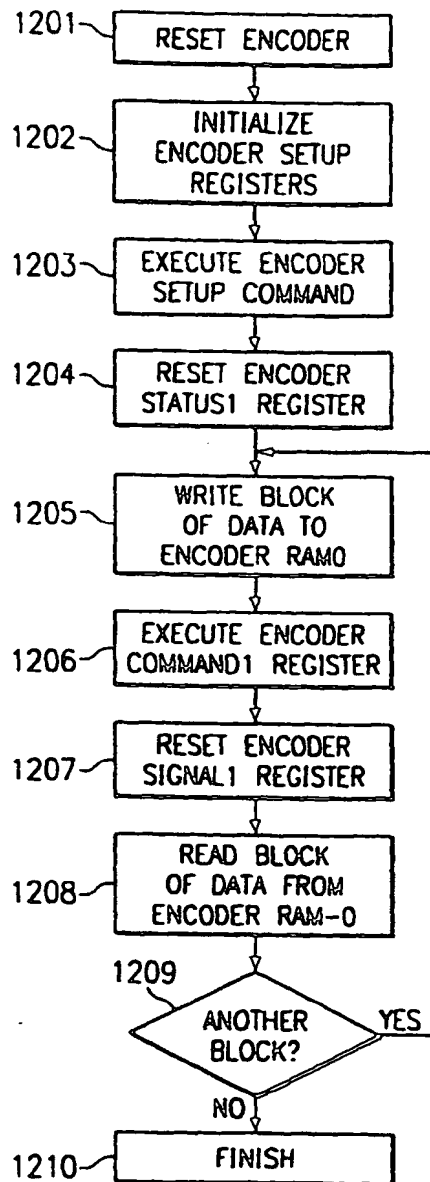 1201
RESET ENCODER
1202
INITIALIZE
ENCODER SETUP
REGISTERS
1203
EXECUTE ENCODER
SETUP COMMAND
1204
RESET ENCODER
STATUS1 REGISTER
1205
WRITE BLOCK
OF DATA TO
ENCODER RAM0
1206
EXECUTE ENCODER
COMMAND1 REGISTER
1207
RESET ENCODER
SIGNAL1 REGISTER
1208
READ BLOCK
OF DATA FROM
ENCODER RAM-0
1209
ANOTHER
BLOCK?
YES
NO
1210
FINISH